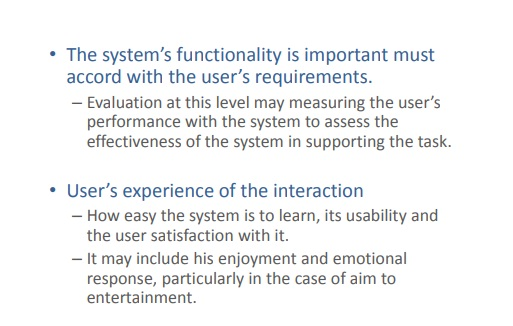 • The system's functionality is important must
accord with the user's requirements.
– Evaluation at this level may measuring the user's
performance with the system to assess the
effectiveness of the system in supporting the task.
• User's experience of the interaction
– How easy the system is to learn, its usability and
the user satisfaction with it.
– It may include his enjoyment and emotional
response, particularly in the case of aim to
entertainment.